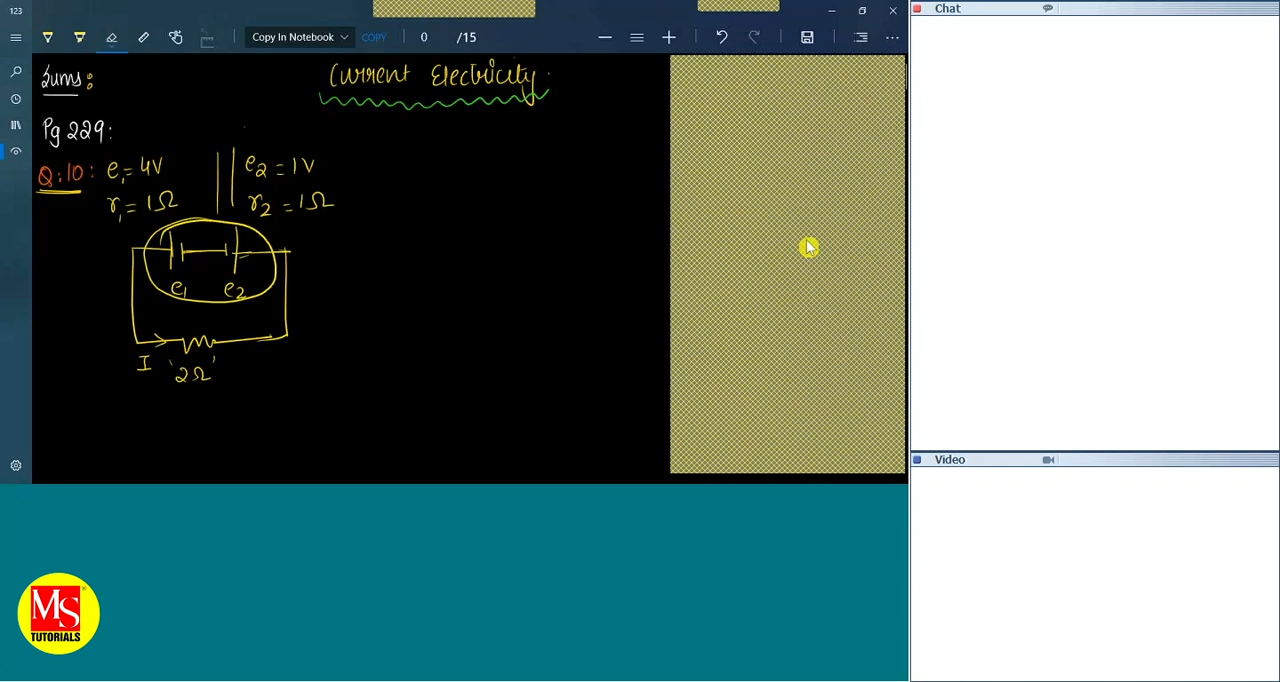 123
Copy In Notebook
COPY
0
/15
Chat
Sums:
Current Electricity.
Pg 229:
Q:10: e₁ = 4V e₂ = 1V
r₁ = 1Ω r₂ = 1Ω
e₁ e₂
I '2Ω'
Video
MS
TUTORIALS